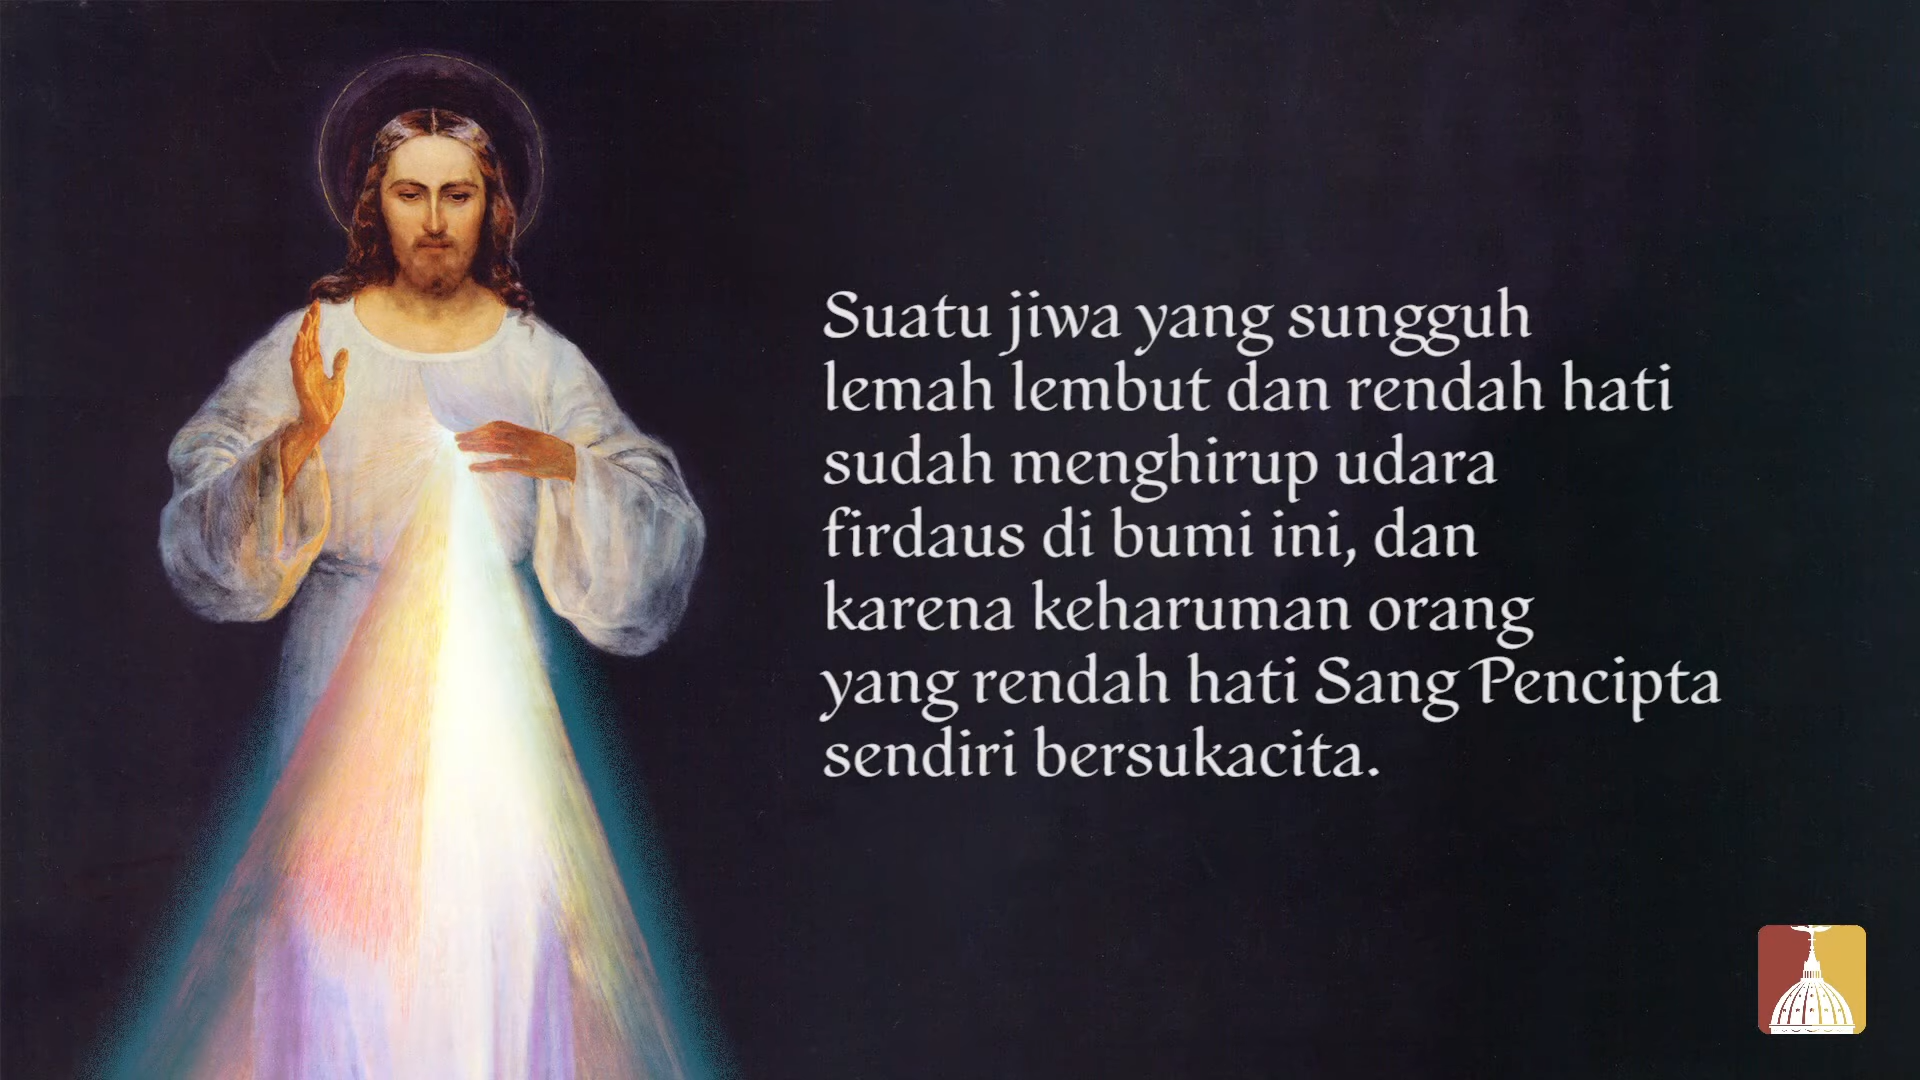 Suatu jiwa yang sungguh
lemah lembut dan rendah hati
sudah menghirup udara
firdaus di bumi ini, dan
karena keharuman orang
yang rendah hati Sang Pencipta
sendiri bersukacita.